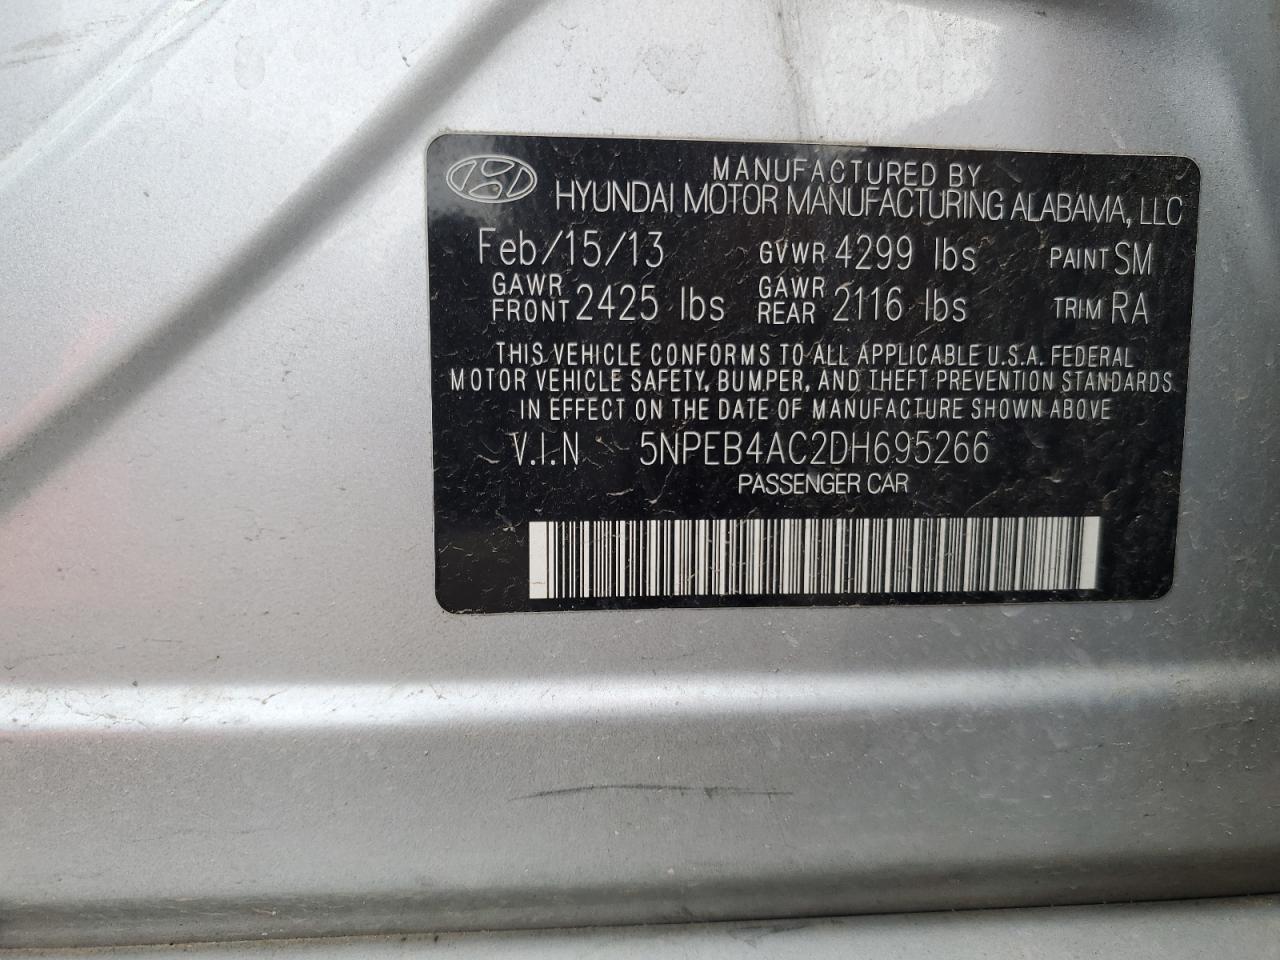 MANUFACTURED BY
HYUNDAI MOTOR MANUFACTURING ALABAMA, LLC
Feb/15/13 GVWR 4299 lbs PAINT SM
GAWR FRONT 2425 lbs GAWR REAR 2116 lbs TRIM RA
THIS VEHICLE CONFORMS TO ALL APPLICABLE U.S.A. FEDERAL
MOTOR VEHICLE SAFETY, BUMPER, AND THEFT PREVENTION STANDARDS
IN EFFECT ON THE DATE OF MANUFACTURE SHOWN ABOVE
V.I.N 5NPEB4AC2DH695266
PASSENGER CAR